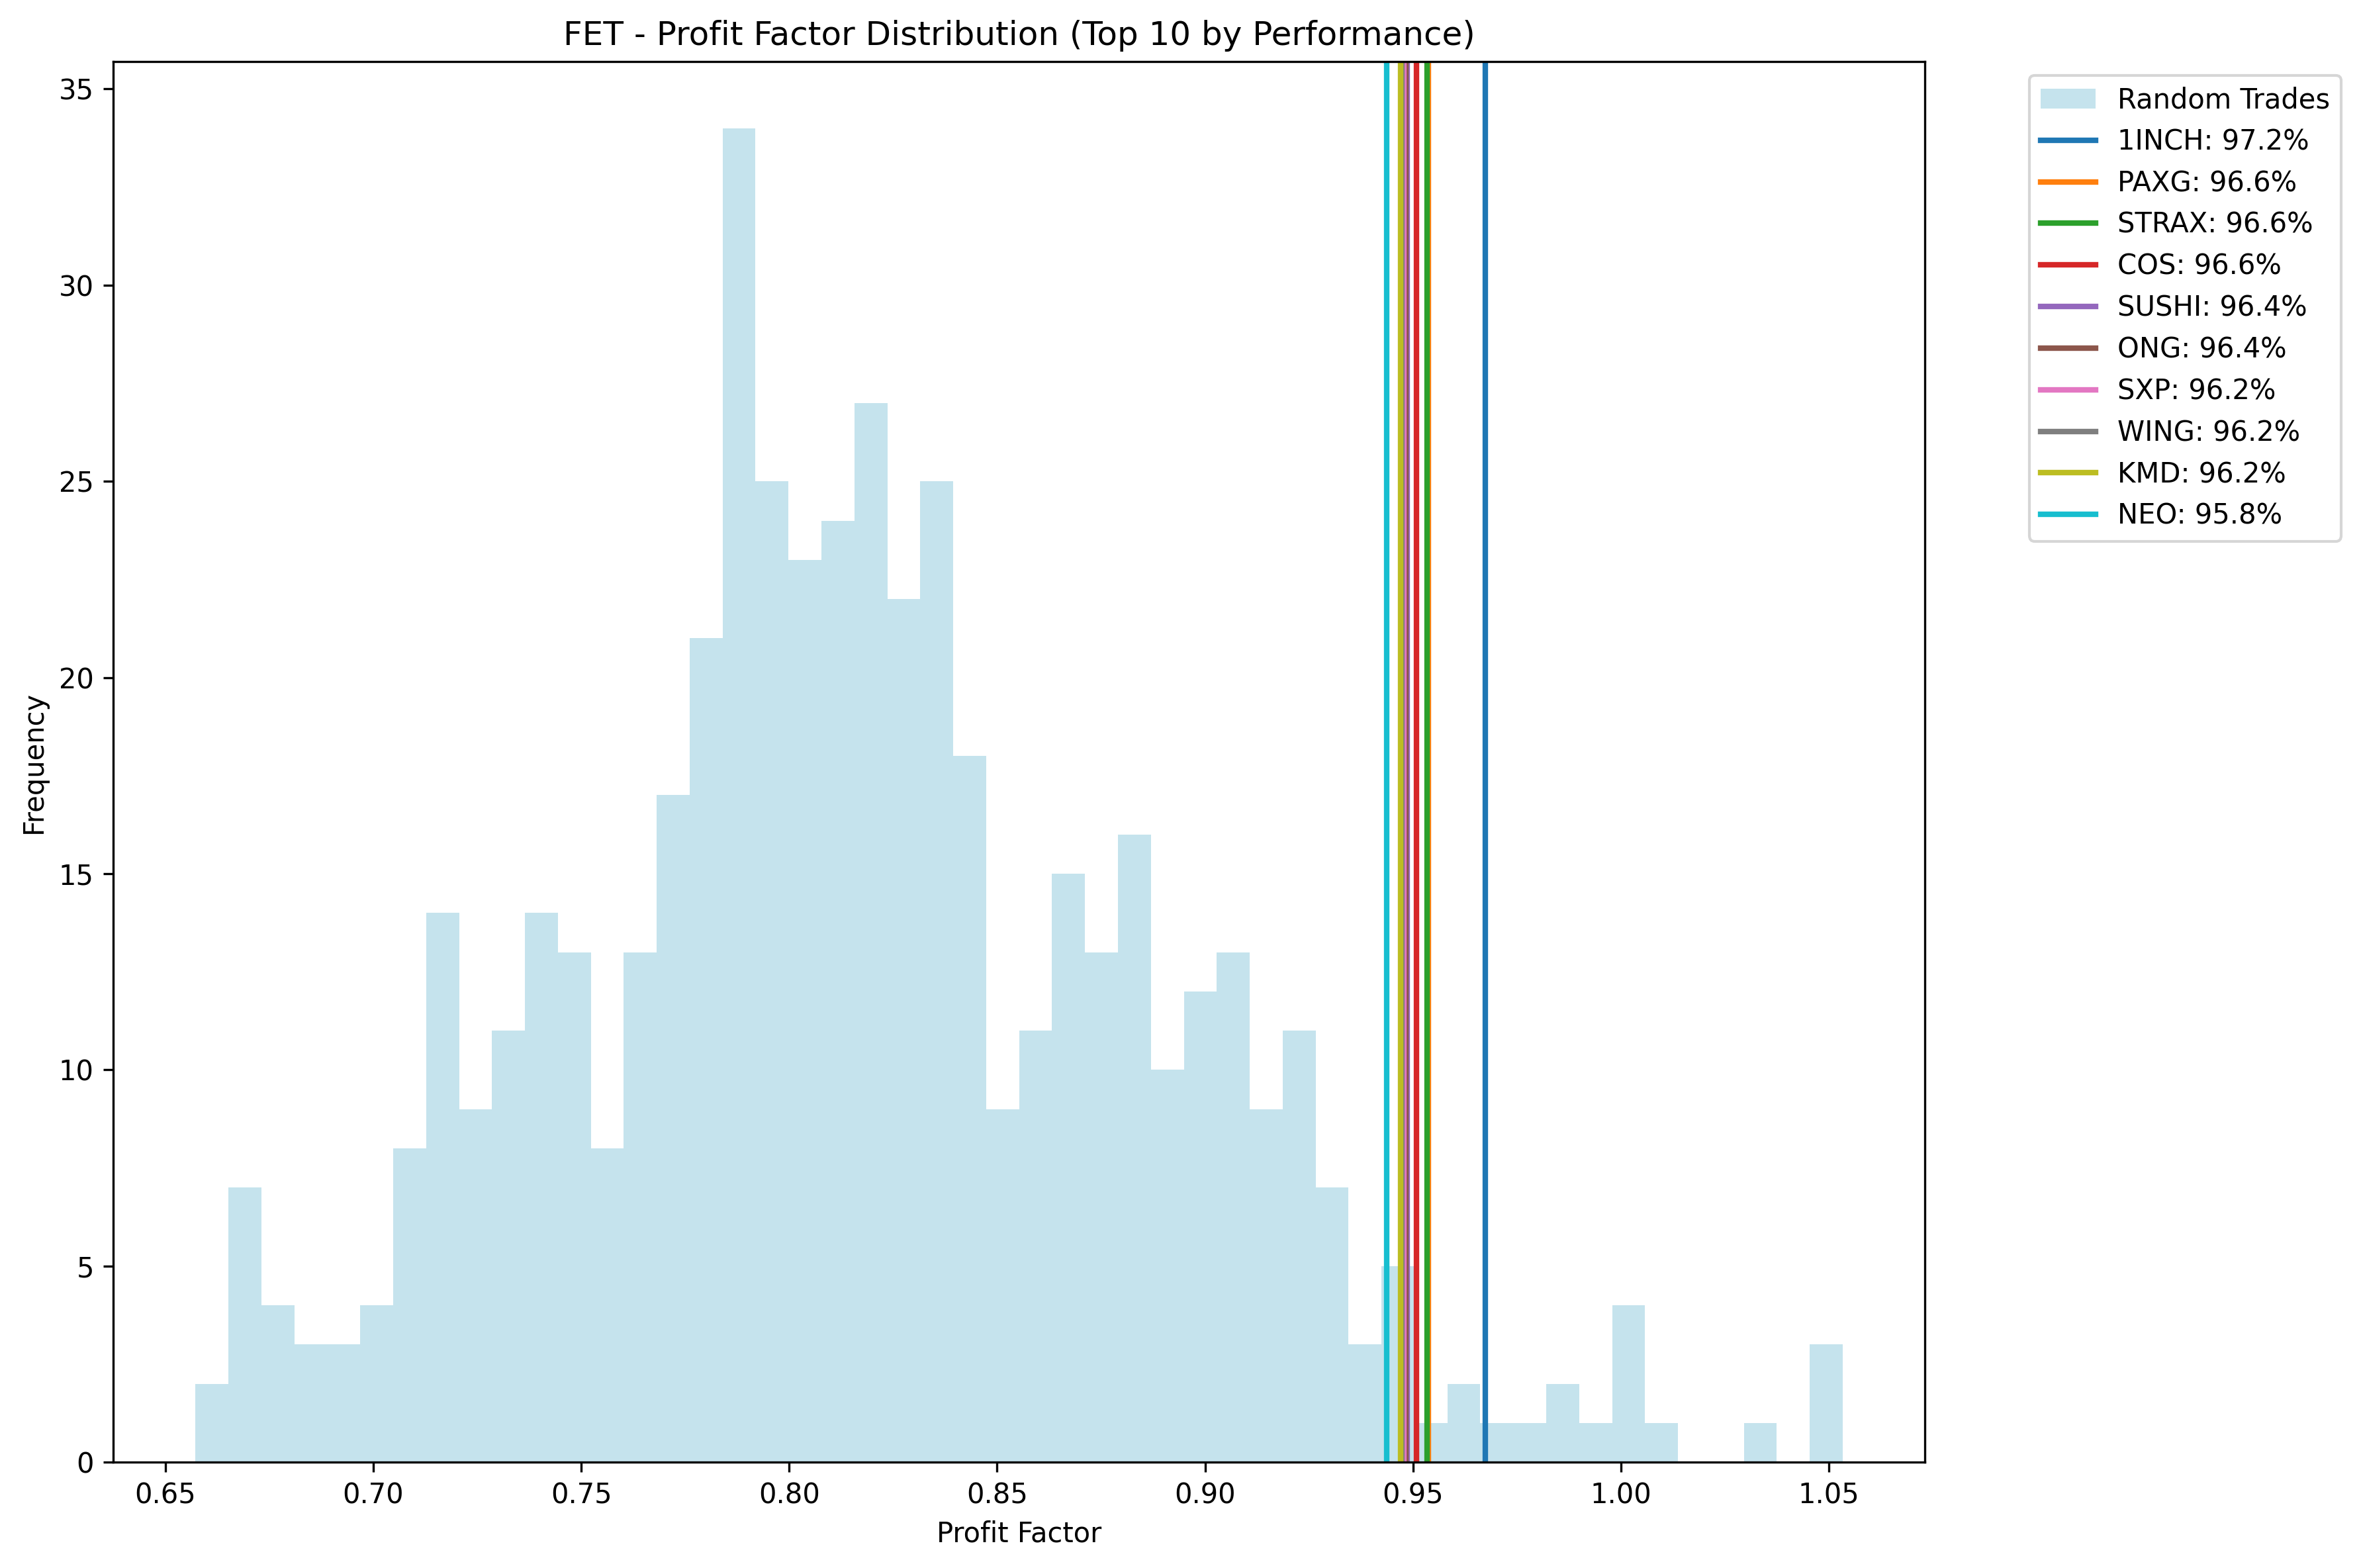 FET - Profit Factor Distribution (Top 10 by Performance)
Frequency
35
30
25
20
15
10
5
0
0.65 0.70 0.75 0.80 0.85 0.90 0.95 1.00 1.05
Profit Factor
Random Trades
1INCH: 97.2%
PAXG: 96.6%
STRAX: 96.6%
COS: 96.6%
SUSHI: 96.4%
ONG: 96.4%
SXP: 96.2%
WING: 96.2%
KMD: 96.2%
NEO: 95.8%